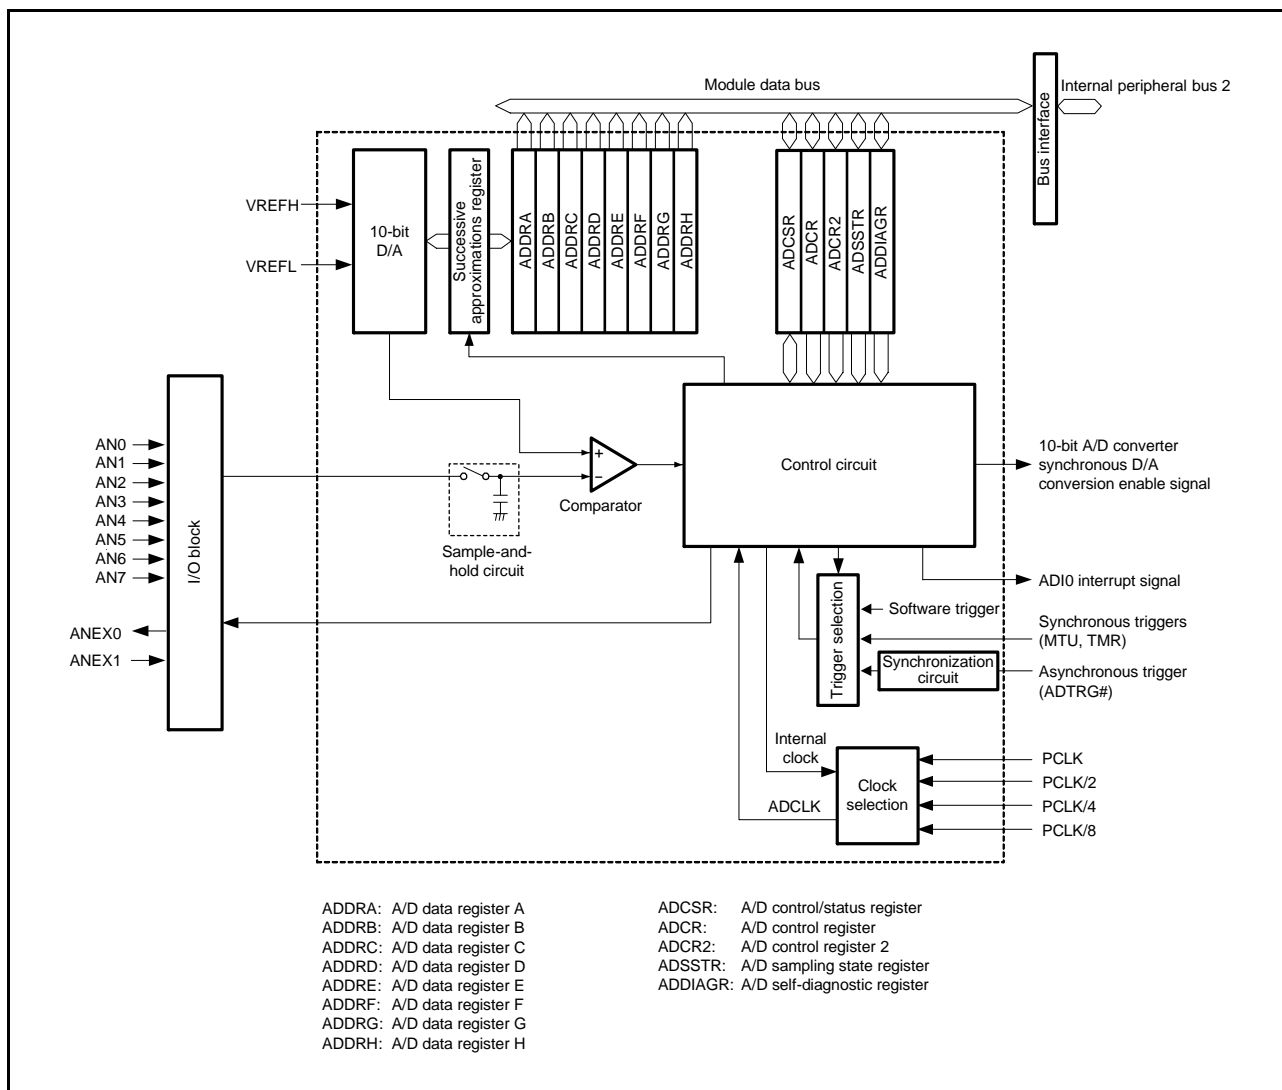 Module data bus
Internal peripheral bus 2
Bus interface
VREFH
VREFL
10-bit
D/A
Successive
approximations register
ADDRA
ADDRB
ADDRC
ADDRD
ADDRE
ADDRF
ADDRG
ADDRH
ADCSR
ADCR
ADCR2
ADSSTR
ADDIAGR
AN0
AN1
AN2
AN3
AN4
AN5
AN6
AN7
ANEX0
ANEX1
I/O block
Sample-and-
hold circuit
+
−
Comparator
Control circuit
10-bit A/D converter
synchronous D/A
conversion enable signal
ADI0 interrupt signal
Trigger selection
Software trigger
Synchronous triggers
(MTU, TMR)
Synchronization
circuit
Asynchronous trigger
(ADTRG#)
Internal
clock
ADCLK
Clock
selection
PCLK
PCLK/2
PCLK/4
PCLK/8
ADDRA: A/D data register A
ADDRB: A/D data register B
ADDRC: A/D data register C
ADDRD: A/D data register D
ADDRE: A/D data register E
ADDRF: A/D data register F
ADDRG: A/D data register G
ADDRH: A/D data register H
ADCSR: A/D control/status register
ADCR: A/D control register
ADCR2: A/D control register 2
ADSSTR: A/D sampling state register
ADDIAGR: A/D self-diagnostic register